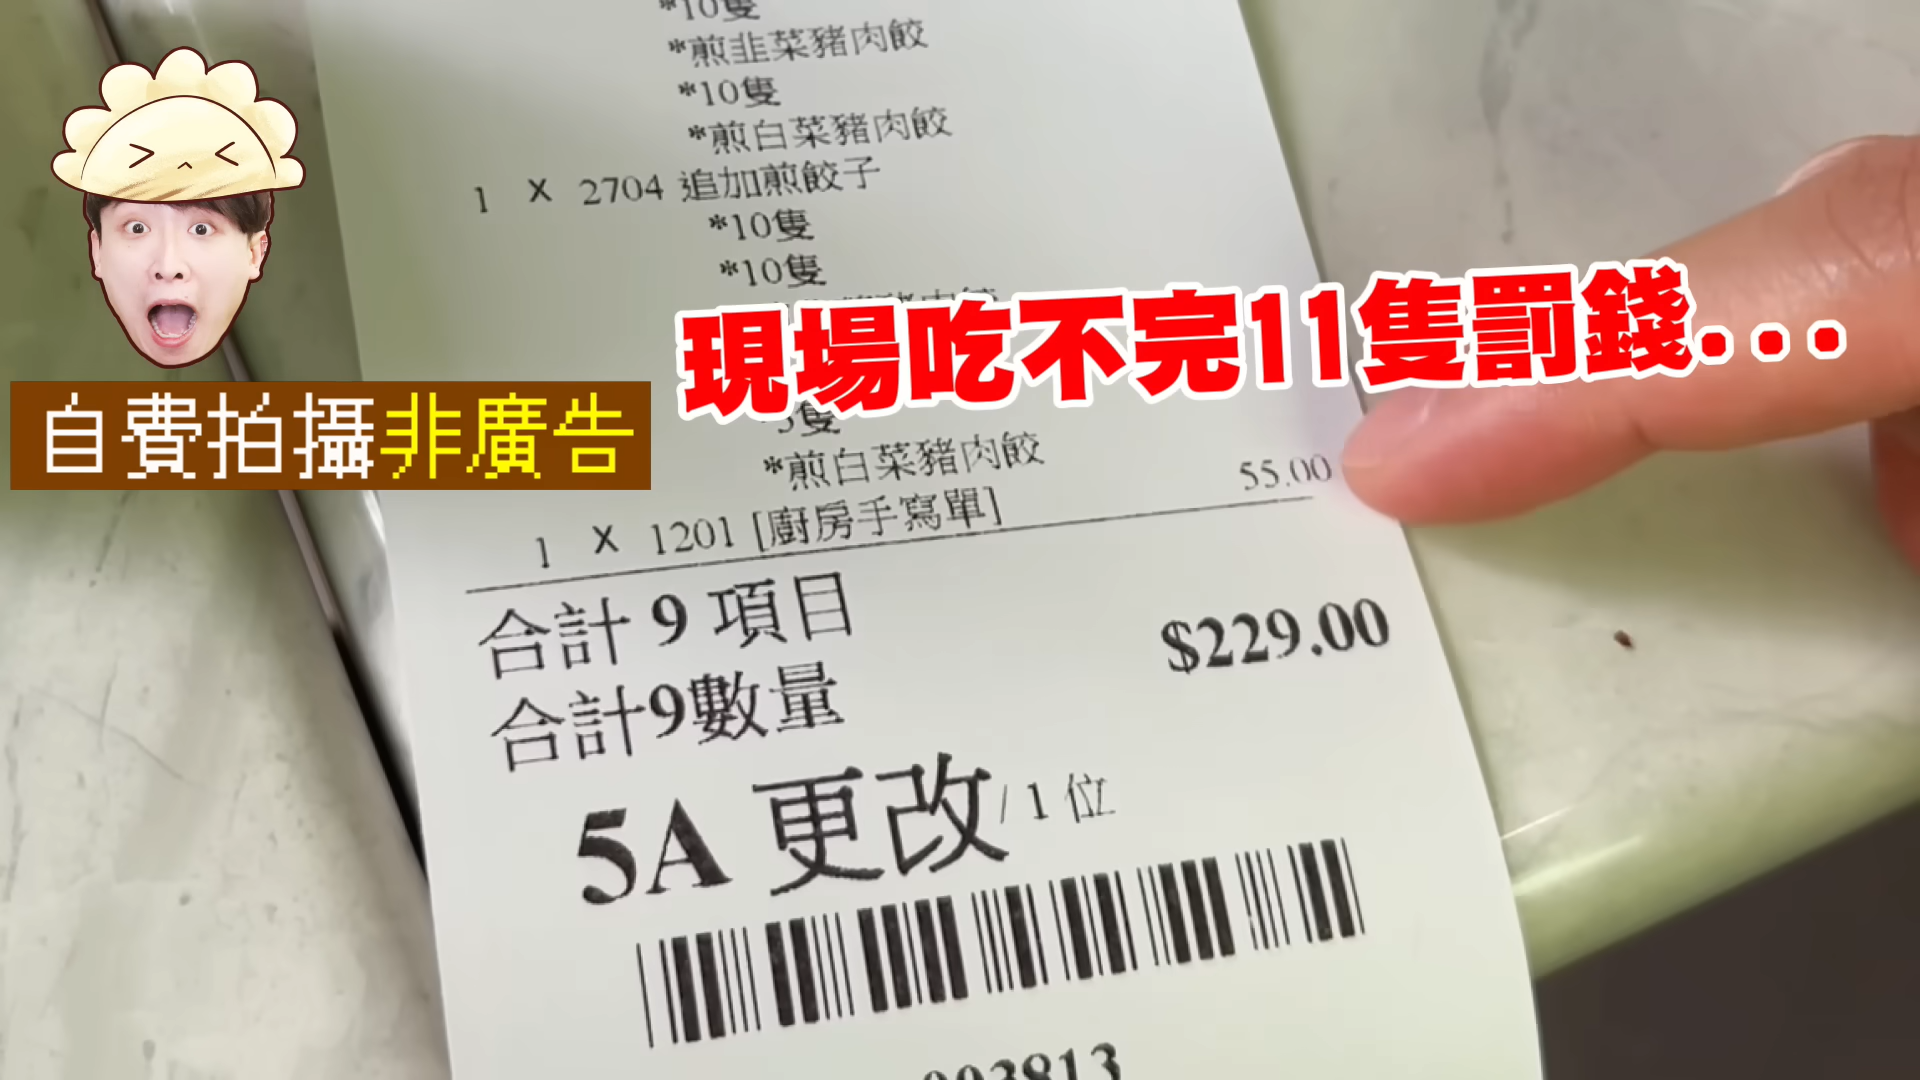 *10隻
*煎韭菜豬肉餃
*10隻
*煎白菜豬肉餃
1 X 2704 追加煎餃子
*10隻
*10隻
現場吃不完11隻罰錢...
自費拍攝非廣告
*煎白菜豬肉餃
55.00
1 X 1201 [廚房手寫單]
合計 9 項目
$229.00
合計9數量
5A 更改 / 1 位